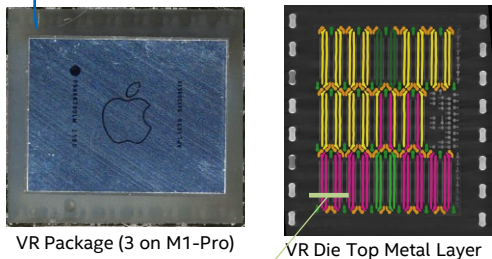 VR Package (3 on M1-Pro)
VR Die Top Metal Layer